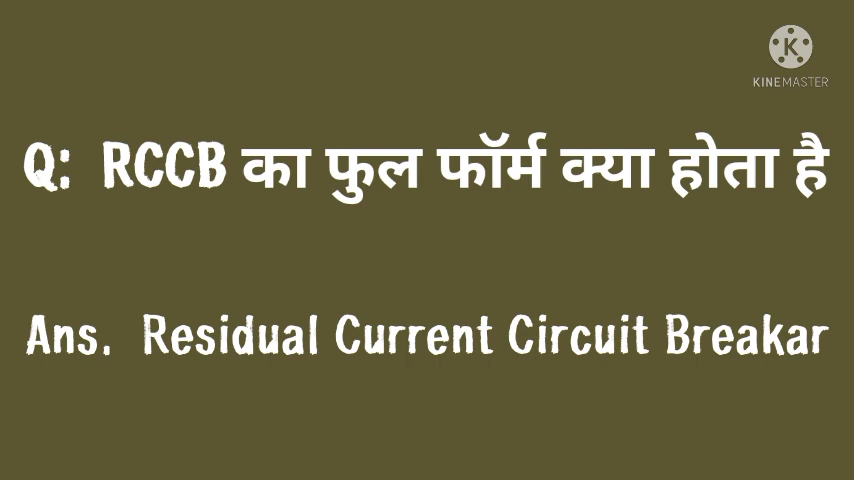 K
KINEMASTER
Q: RCCB का फुल फॉर्म क्या होता है
Ans. Residual Current Circuit Breakar